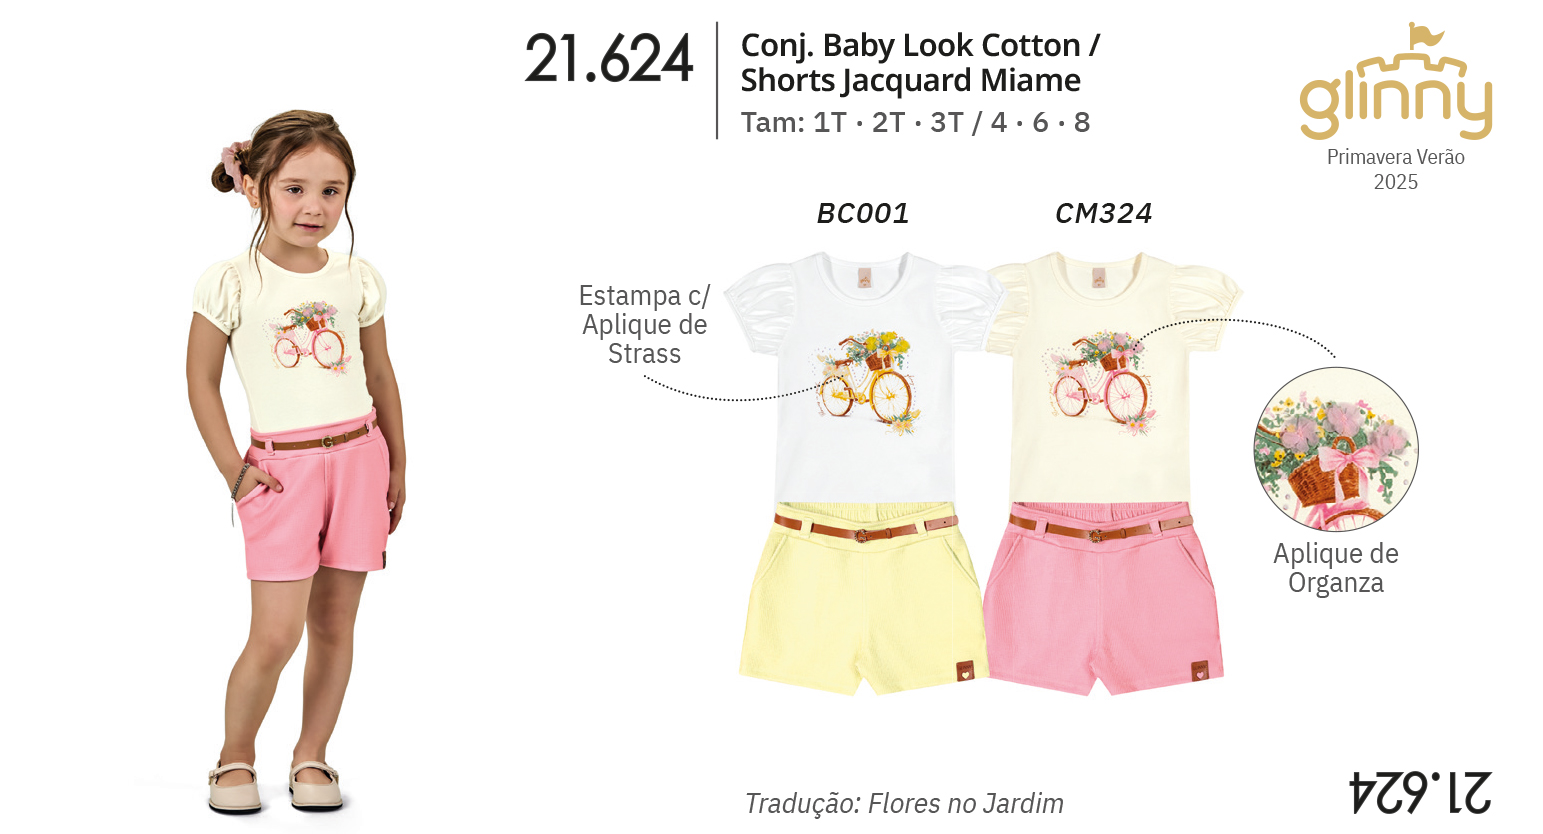 21.624
Conj. Baby Look Cotton /
Shorts Jacquard Miame
Tam: 1T · 2T · 3T / 4 · 6 · 8
glinny
Primavera Verão
2025
BC001
CM324
Estampa c/
Aplique de
Strass
Aplique de
Organza
Tradução: Flores no Jardim
21.624